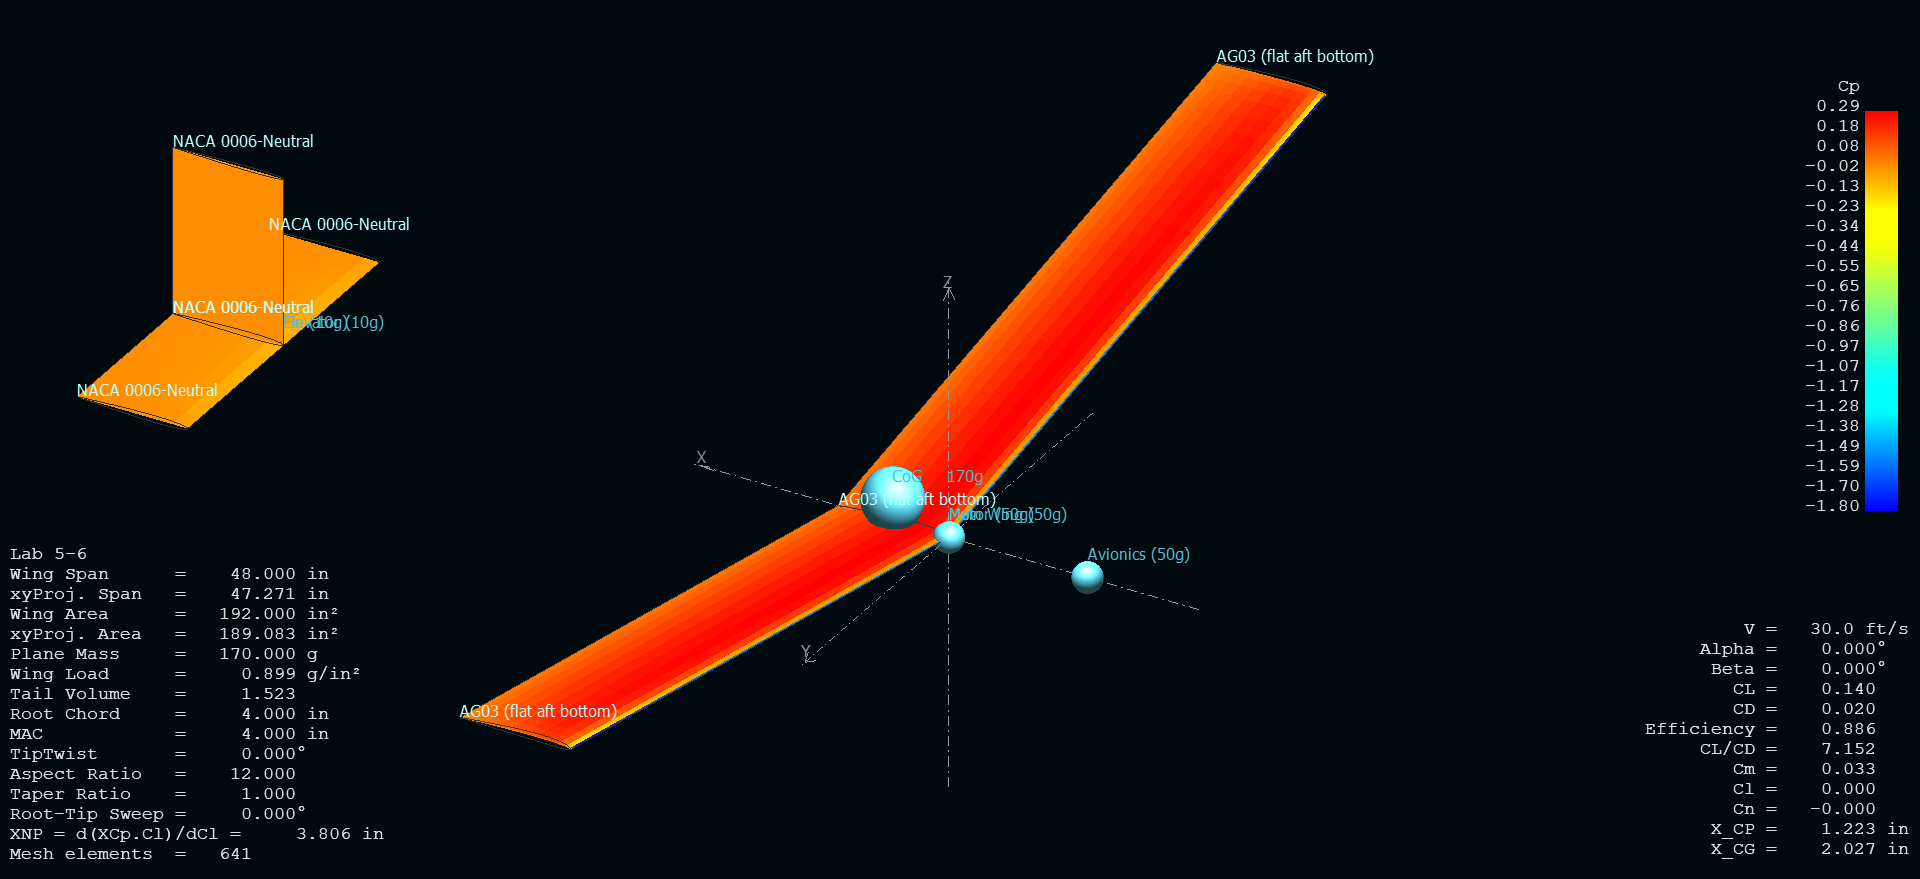 AG03 (flat aft bottom)
Cp
0.29
0.18
0.08
-0.02
-0.13
-0.23
-0.34
-0.44
-0.55
-0.65
-0.76
-0.86
-0.97
-1.07
-1.17
-1.28
-1.38
-1.49
-1.59
-1.70
-1.80
NACA 0006-Neutral
NACA 0006-Neutral
NACA 0006-Neutral
(10g)
NACA 0006-Neutral
Z
X
CoG 170g
AG03 (flat aft bottom)
(50g)
Avionics (50g)
Y
AG03 (flat aft bottom)
Lab 5-6
Wing Span = 48.000 in
xyProj. Span = 47.271 in
Wing Area = 192.000 in²
xyProj. Area = 189.083 in²
Plane Mass = 170.000 g
Wing Load = 0.899 g/in²
Tail Volume = 1.523
Root Chord = 4.000 in
MAC = 4.000 in
TipTwist = 0.000°
Aspect Ratio = 12.000
Taper Ratio = 1.000
Root-Tip Sweep = 0.000°
XNP = d(XCp.Cl)/dCl = 3.806 in
Mesh elements = 641
V = 30.0 ft/s
Alpha = 0.000°
Beta = 0.000°
CL = 0.140
CD = 0.020
Efficiency = 0.886
CL/CD = 7.152
Cm = 0.033
Cl = 0.000
Cn = -0.000
X_CP = 1.223 in
X_CG = 2.027 in